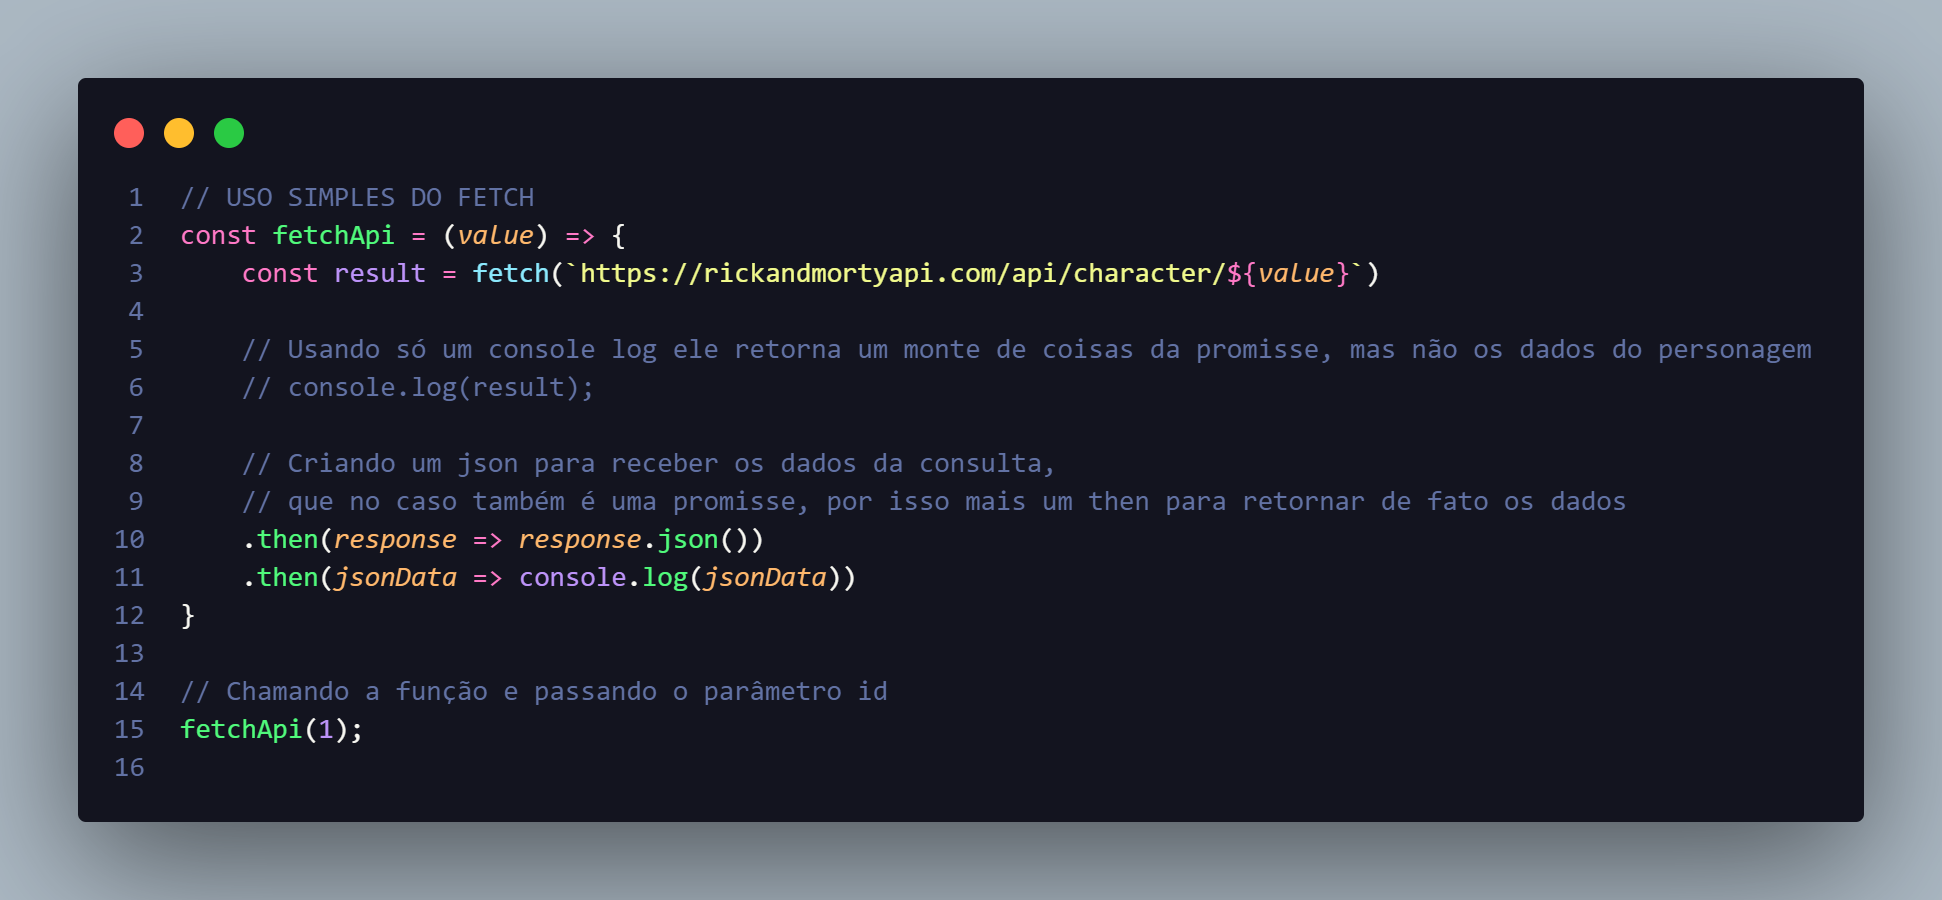 1 // USO SIMPLES DO FETCH
2 const fetchApi = (value) => {
3     const result = fetch(`https://rickandmortyapi.com/api/character/${value}`)
4
5     // Usando só um console log ele retorna um monte de coisas da promisse, mas não os dados do personagem
6     // console.log(result);
7
8     // Criando um json para receber os dados da consulta,
9     // que no caso também é uma promisse, por isso mais um then para retornar de fato os dados
10     .then(response => response.json())
11     .then(jsonData => console.log(jsonData))
12 }
13
14 // Chamando a função e passando o parâmetro id
15 fetchApi(1);
16